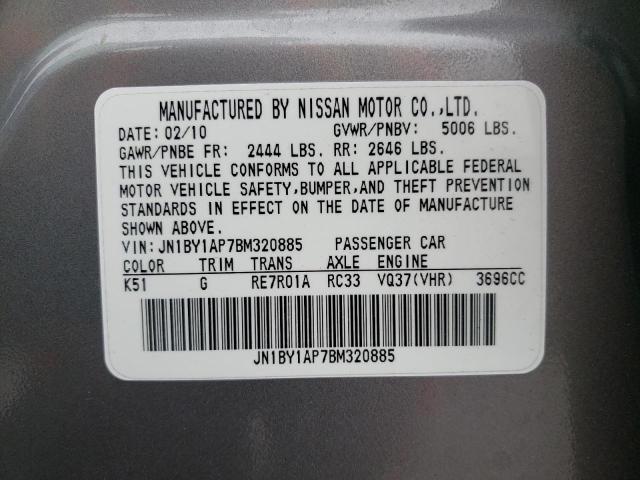 MANUFACTURED BY NISSAN MOTOR CO.,LTD.
DATE: 02/10 GVWR/PNBV: 5006 LBS.
GAWR/PNBE FR: 2444 LBS. RR: 2646 LBS.
THIS VEHICLE CONFORMS TO ALL APPLICABLE FEDERAL
MOTOR VEHICLE SAFETY,BUMPER,AND THEFT PREVENTION
STANDARDS IN EFFECT ON THE DATE OF MANUFACTURE
SHOWN ABOVE.
VIN: JN1BY1AP7BM320885 PASSENGER CAR
COLOR TRIM TRANS AXLE ENGINE
K51 G RE7R01A RC33 VQ37(VHR) 3696CC
JN1BY1AP7BM320885